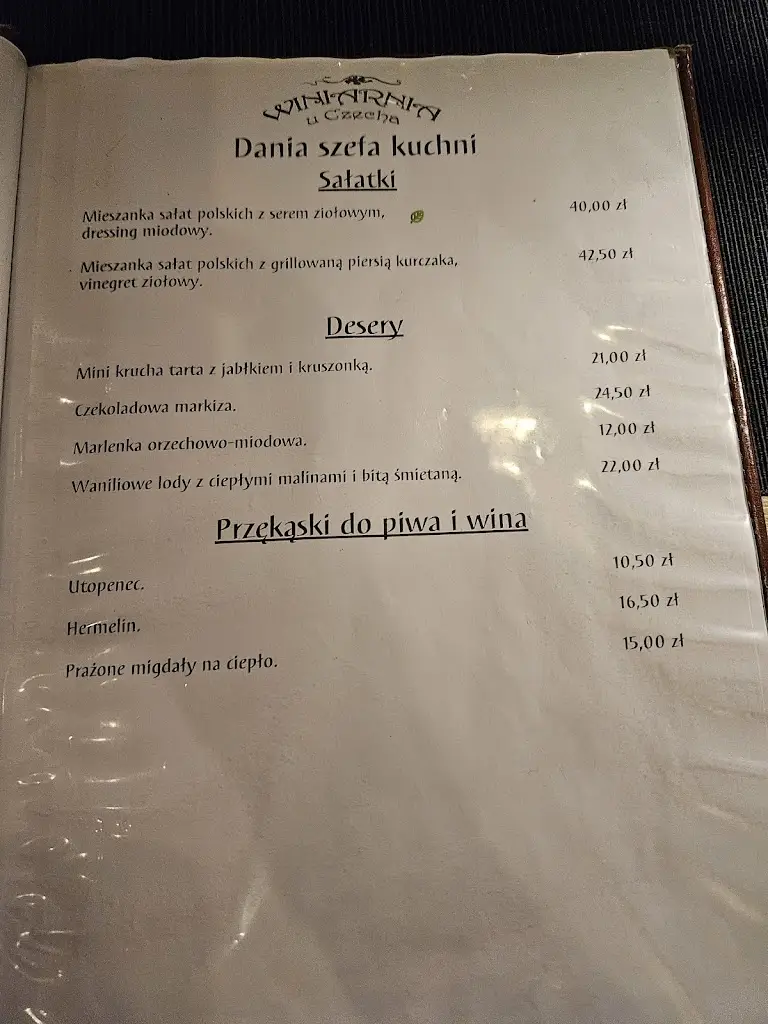 WINIARNIA
u Czecha
Dania szefa kuchni
Sałatki
Mieszanka sałat polskich z serem ziołowym, 40,00 zł
dressing miodowy.
Mieszanka sałat polskich z grillowaną piersią kurczaka, 42,50 zł
vinegret ziołowy.
Desery
Mini krucha tarta z jabłkiem i kruszonką. 21,00 zł
Czekoladowa markiza. 24,50 zł
Marlenka orzechowo-miodowa. 12,00 zł
Waniliowe lody z ciepłymi malinami i bitą śmietaną. 22,00 zł
Przękąski do piwa i wina
Utopenec. 10,50 zł
Hermelin. 16,50 zł
Prażone migdały na ciepło. 15,00 zł